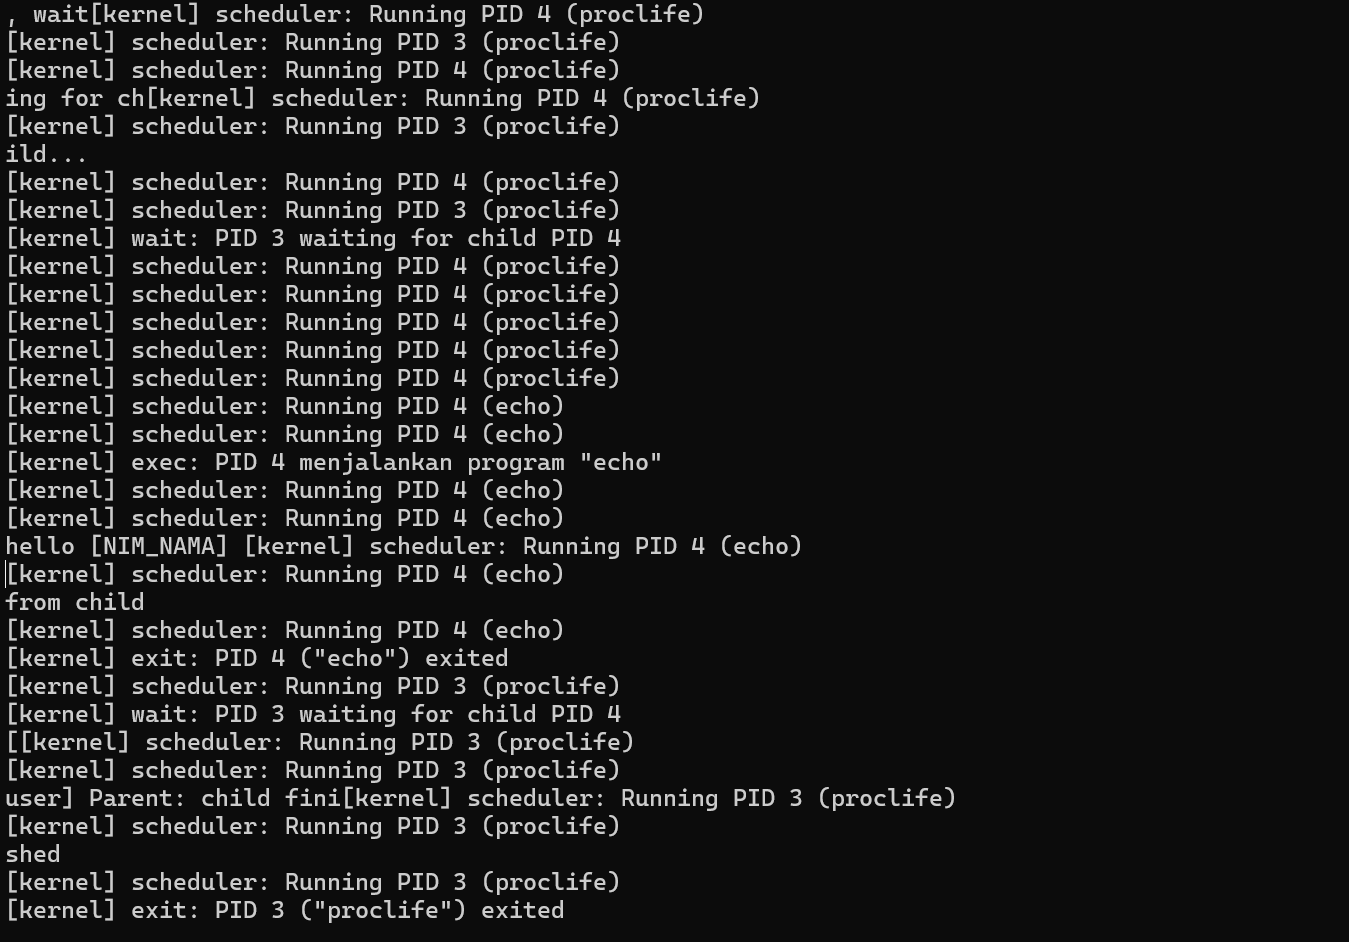 , wait[kernel] scheduler: Running PID 4 (proclife)
[kernel] scheduler: Running PID 3 (proclife)
[kernel] scheduler: Running PID 4 (proclife)
ing for ch[kernel] scheduler: Running PID 4 (proclife)
[kernel] scheduler: Running PID 3 (proclife)
ild...
[kernel] scheduler: Running PID 4 (proclife)
[kernel] scheduler: Running PID 3 (proclife)
[kernel] wait: PID 3 waiting for child PID 4
[kernel] scheduler: Running PID 4 (proclife)
[kernel] scheduler: Running PID 4 (proclife)
[kernel] scheduler: Running PID 4 (proclife)
[kernel] scheduler: Running PID 4 (proclife)
[kernel] scheduler: Running PID 4 (proclife)
[kernel] scheduler: Running PID 4 (echo)
[kernel] scheduler: Running PID 4 (echo)
[kernel] exec: PID 4 menjalankan program "echo"
[kernel] scheduler: Running PID 4 (echo)
[kernel] scheduler: Running PID 4 (echo)
hello [NIM_NAMA] [kernel] scheduler: Running PID 4 (echo)
[kernel] scheduler: Running PID 4 (echo)
from child
[kernel] scheduler: Running PID 4 (echo)
[kernel] exit: PID 4 ("echo") exited
[kernel] scheduler: Running PID 3 (proclife)
[kernel] wait: PID 3 waiting for child PID 4
[[kernel] scheduler: Running PID 3 (proclife)
[kernel] scheduler: Running PID 3 (proclife)
user] Parent: child fini[kernel] scheduler: Running PID 3 (proclife)
[kernel] scheduler: Running PID 3 (proclife)
shed
[kernel] scheduler: Running PID 3 (proclife)
[kernel] exit: PID 3 ("proclife") exited